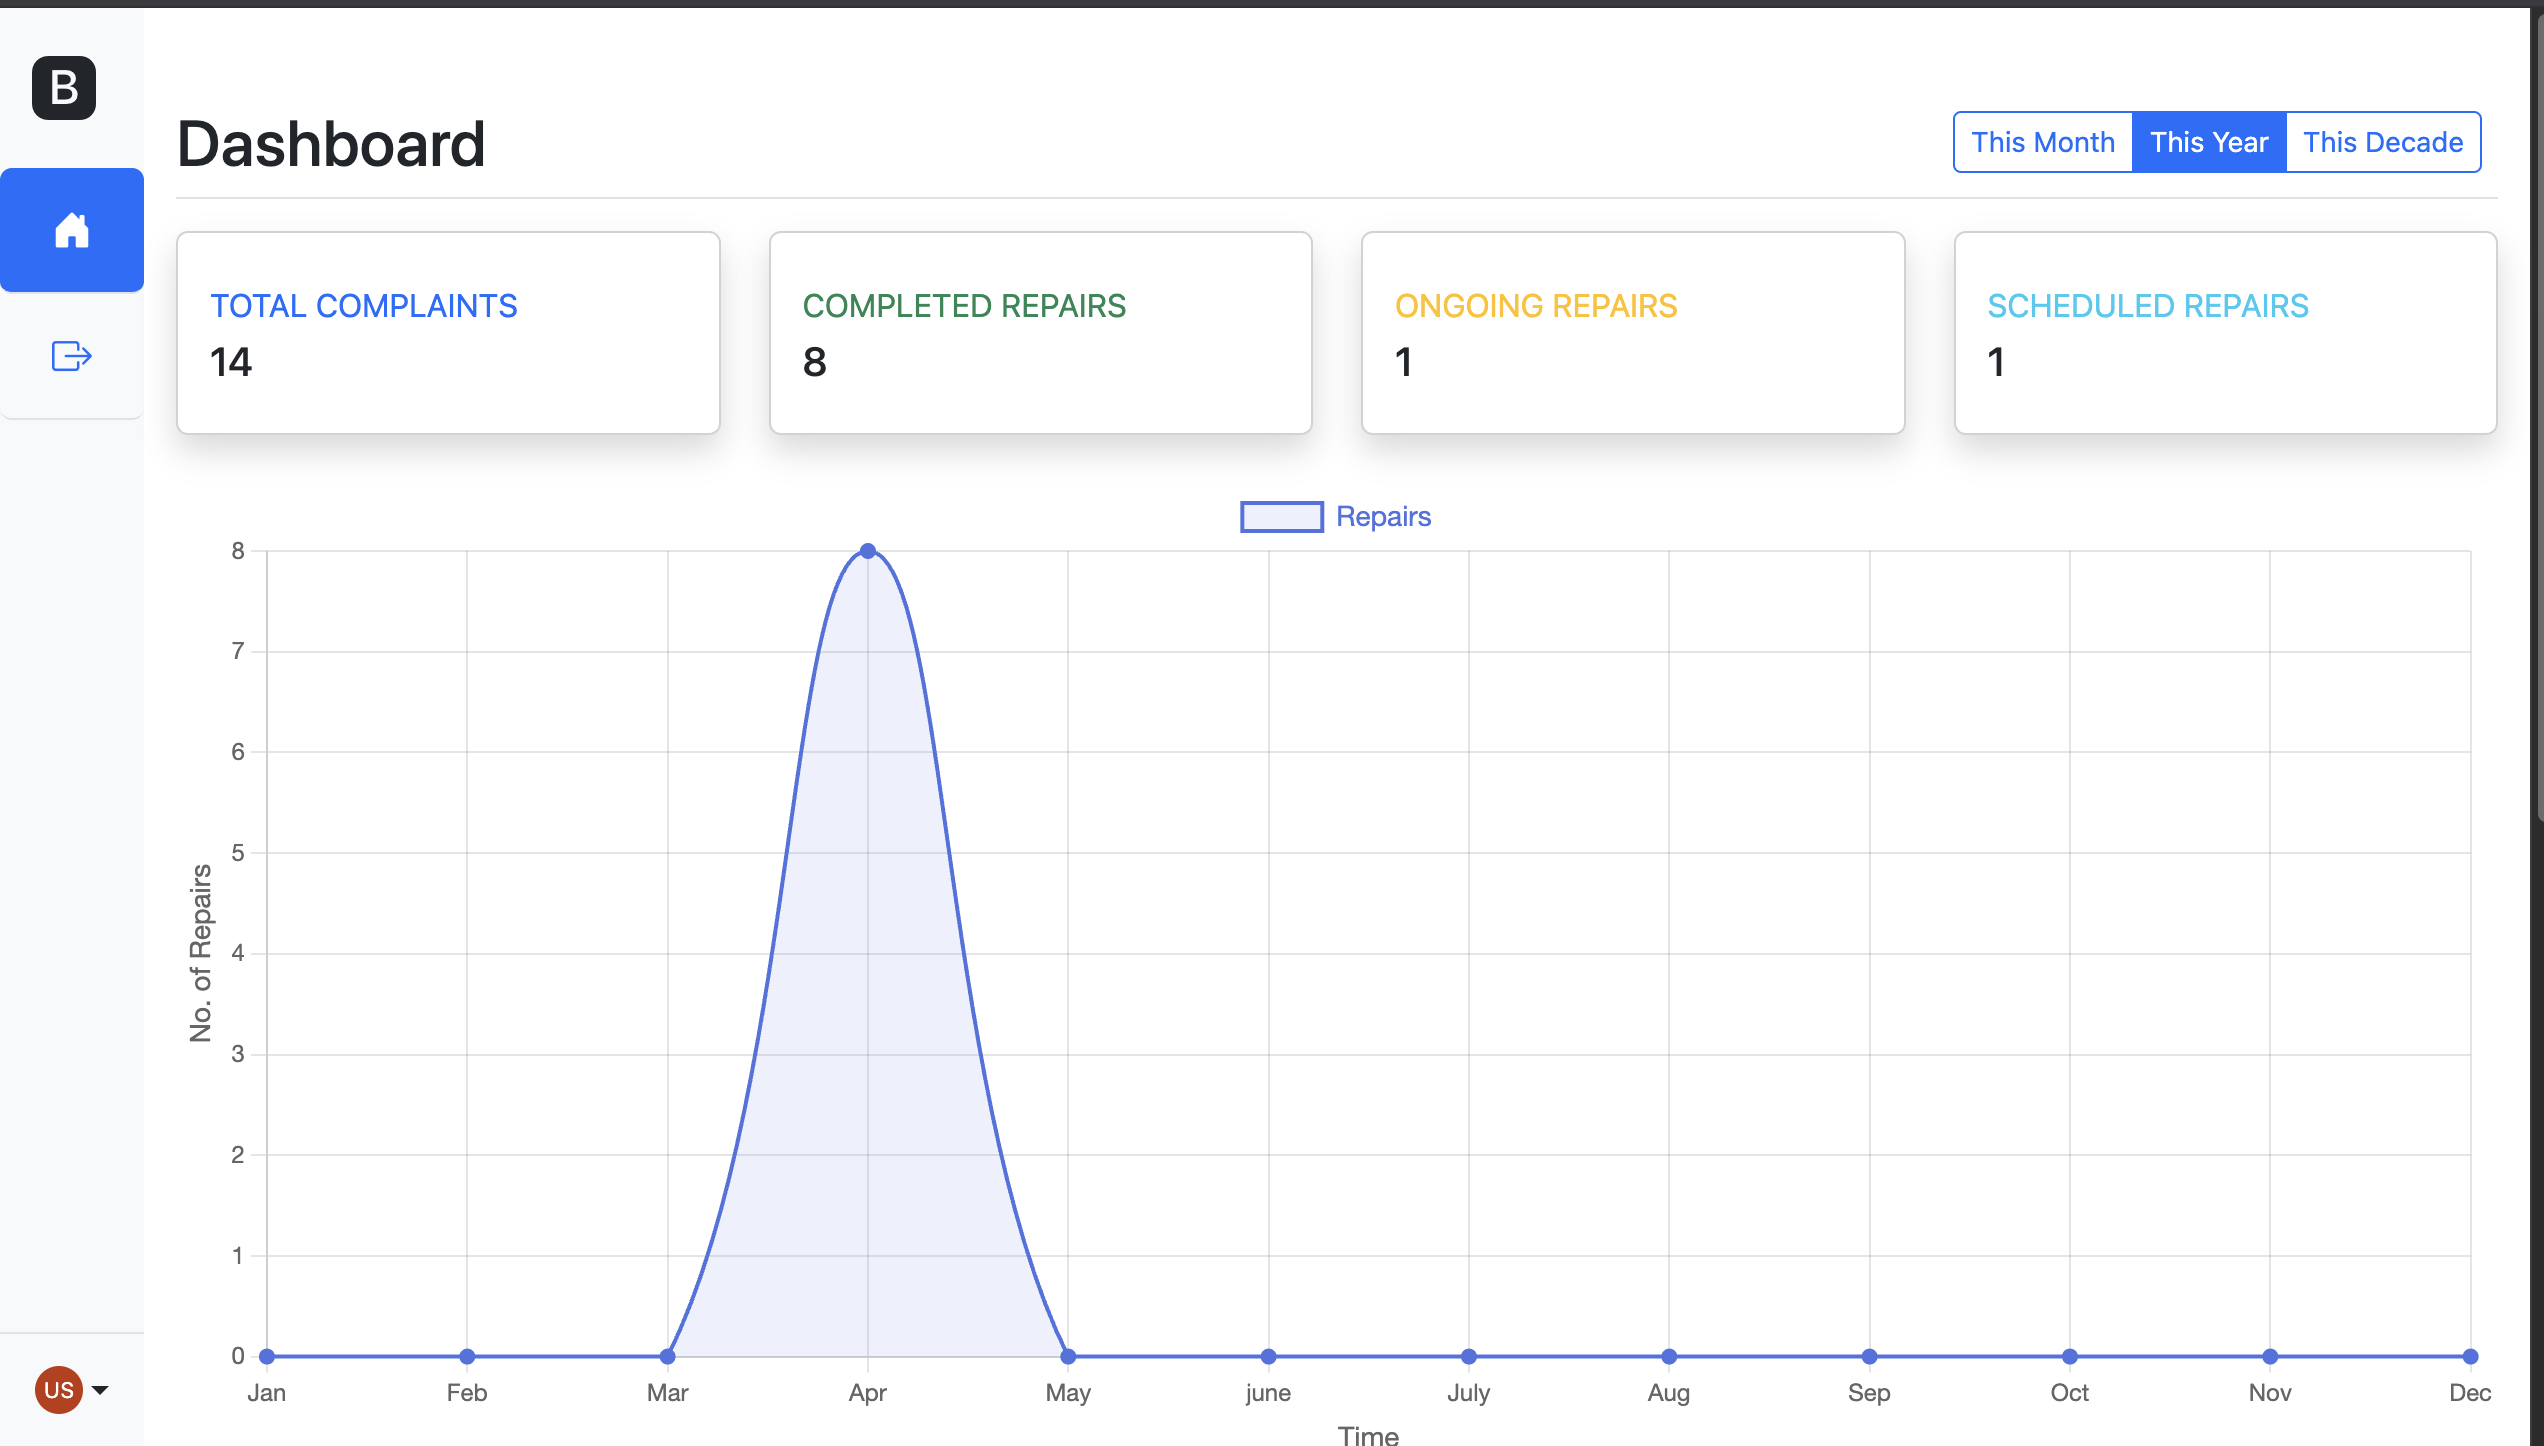 B
Dashboard
This Month This Year This Decade
TOTAL COMPLAINTS
14
COMPLETED REPAIRS
8
ONGOING REPAIRS
1
SCHEDULED REPAIRS
1
Repairs
8
7
6
5
4
3
2
1
0
No. of Repairs
Jan Feb Mar Apr May june July Aug Sep Oct Nov Dec
Time
US